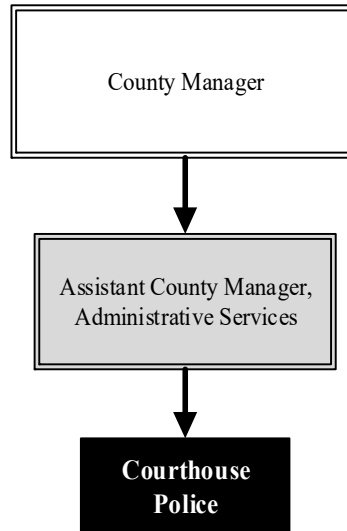 County Manager
Assistant County Manager,
Administrative Services
Courthouse
Police